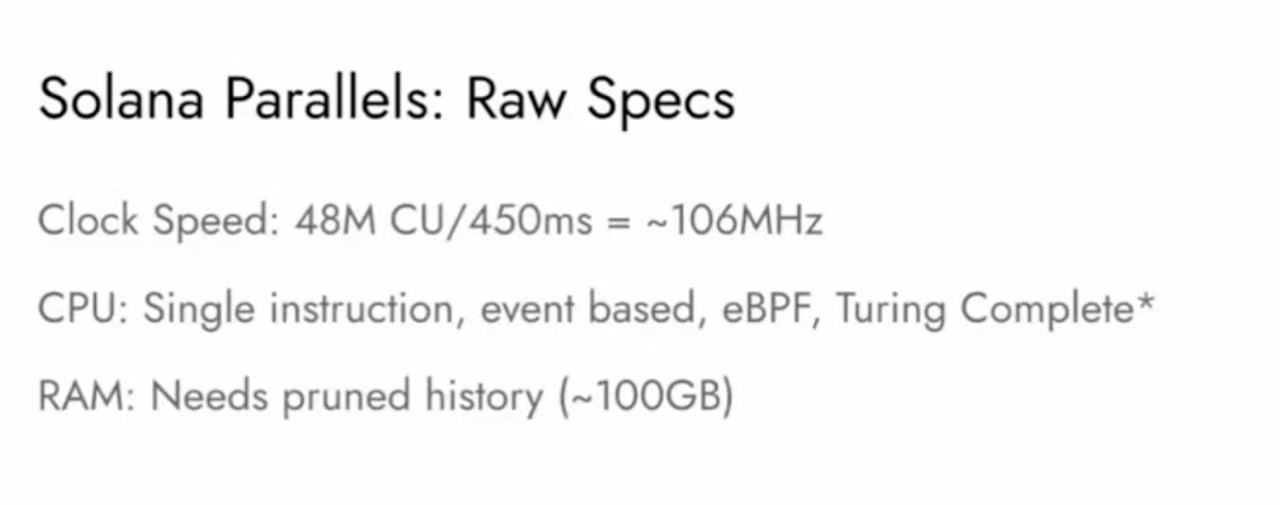 Solana Parallels: Raw Specs
Clock Speed: 48M CU/450ms = ~106MHz
CPU: Single instruction, event based, eBPF, Turing Complete*
RAM: Needs pruned history (~100GB)